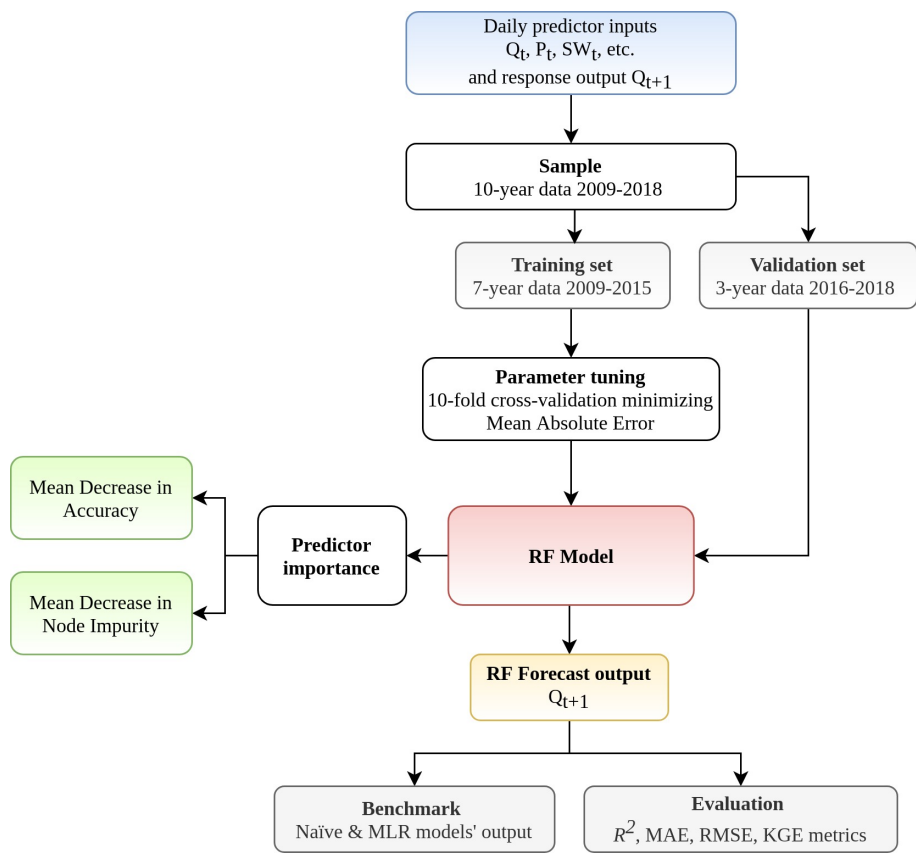 Daily predictor inputs
Qt, Pt, SWt, etc.
and response output Qt+1
Sample
10-year data 2009-2018
Training set
7-year data 2009-2015
Validation set
3-year data 2016-2018
Parameter tuning
10-fold cross-validation minimizing
Mean Absolute Error
Mean Decrease in
Accuracy
Predictor
importance
RF Model
Mean Decrease in
Node Impurity
RF Forecast output
Qt+1
Benchmark
Naïve & MLR models' output
Evaluation
R², MAE, RMSE, KGE metrics